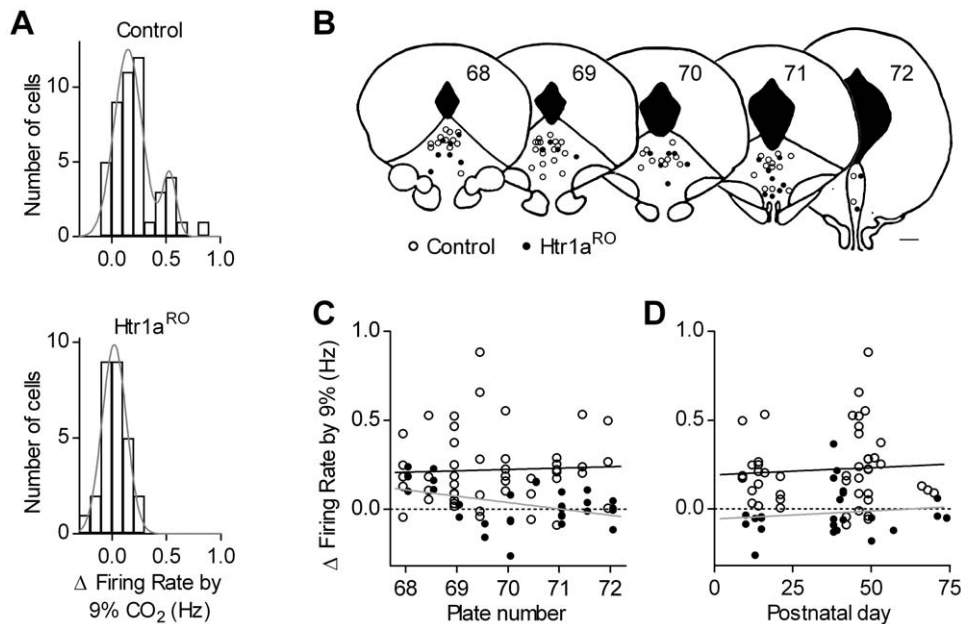 A
Control
Number of cells
10
5
0
0.0 0.5 1.0
Htr1a^RO
Number of cells
10
5
0
0.0 0.5 1.0
Δ Firing Rate by
9% CO₂ (Hz)
B
68 69 70 71 72
Control Htr1a^RO
C
Δ Firing Rate by 9% (Hz)
1.0
0.5
0.0
68 69 70 71 72
Plate number
D
1.0
0.5
0.0
0 25 50 75
Postnatal day